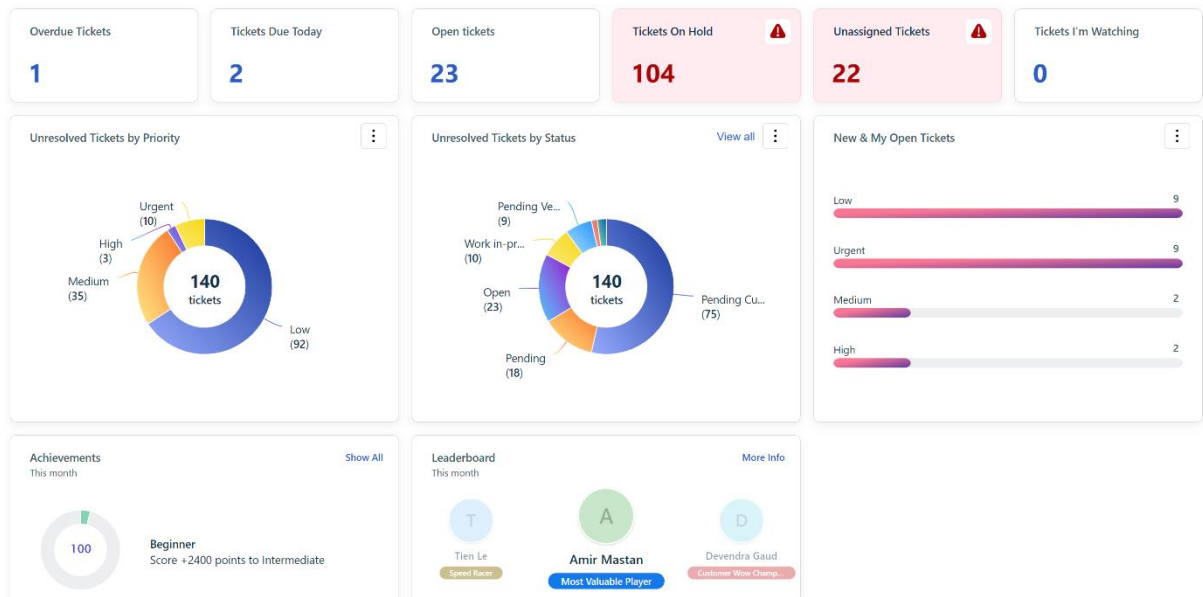 Overdue Tickets
1
Tickets Due Today
2
Open tickets
23
Tickets On Hold
104
Unassigned Tickets
22
Tickets I'm Watching
0
Unresolved Tickets by Priority
Urgent
(10)
High
(3)
Medium
(35)
140
tickets
Low
(92)
Unresolved Tickets by Status
View all
Pending Ve...
(9)
Work in-pr...
(10)
Open
(23)
Pending
(18)
140
tickets
Pending Cu...
(75)
New & My Open Tickets
Low 9
Urgent 9
Medium 2
High 2
Achievements
Show All
This month
100
Beginner
Score +2400 points to Intermediate
Leaderboard
More Info
This month
T
Tien Le
Speed Racer
A
Amir Mastan
Most Valuable Player
D
Devendra Gaud
Customer Wow Champ...